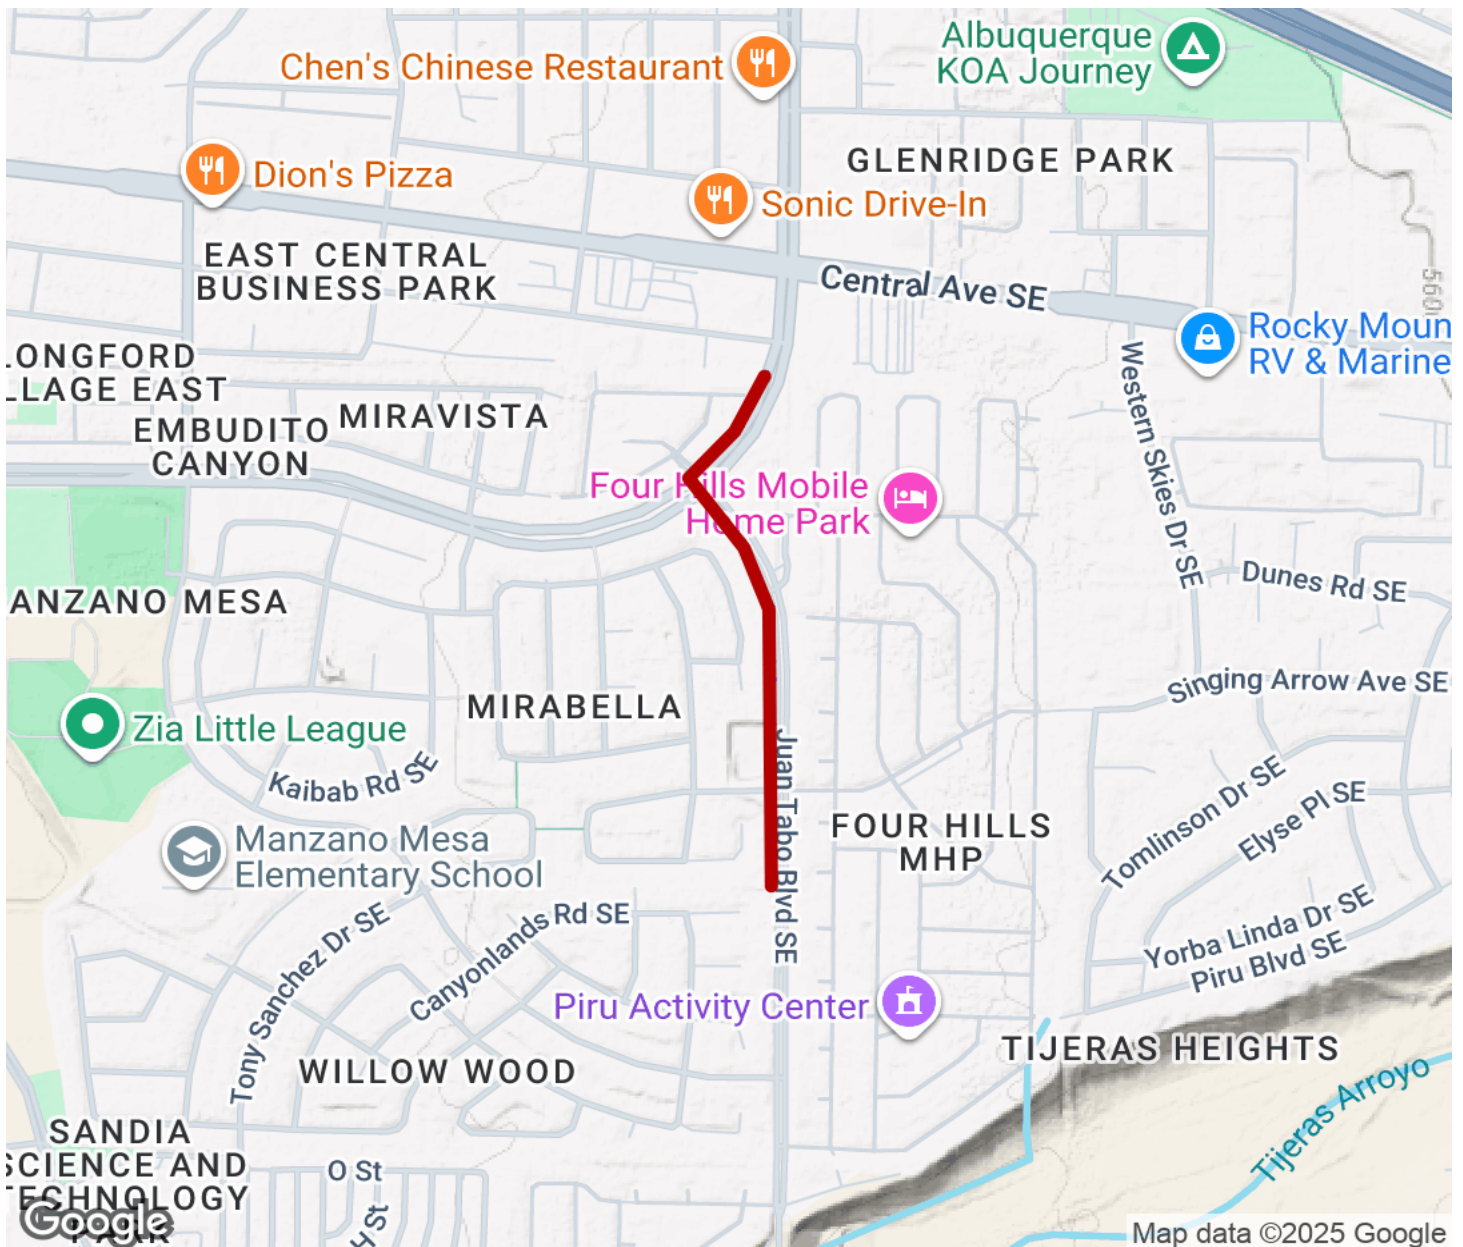 Albuquerque
KOA Journey
Chen's Chinese Restaurant
GLENRIDGE PARK
Dion's Pizza
Sonic Drive-In
EAST CENTRAL
BUSINESS PARK
Central Ave SE
560
Rocky Moun
RV & Marine
LONGFORD
LLAGE EAST
Western Skies Dr SE
MIRAVISTA
EMBUDITO
CANYON
Four Hills Mobile
Home Park
Dunes Rd SE
ANZANO MESA
Singing Arrow Ave SE
MIRABELLA
Zia Little League
Juan Tabo Blvd SE
Kaibab Rd SE
Tomlinson Dr SE
Elyse Pl SE
FOUR HILLS
MHP
Manzano Mesa
Elementary School
Canyonlands Rd SE
Tony Sanchez Dr SE
Yorba Linda Dr SE
Piru Blvd SE
Piru Activity Center
TIJERAS HEIGHTS
WILLOW WOOD
Tijeras Arroyo
SANDIA
SCIENCE AND
TECHNOLOGY
PARK
O St
H St
Google
Map data ©2025 Google